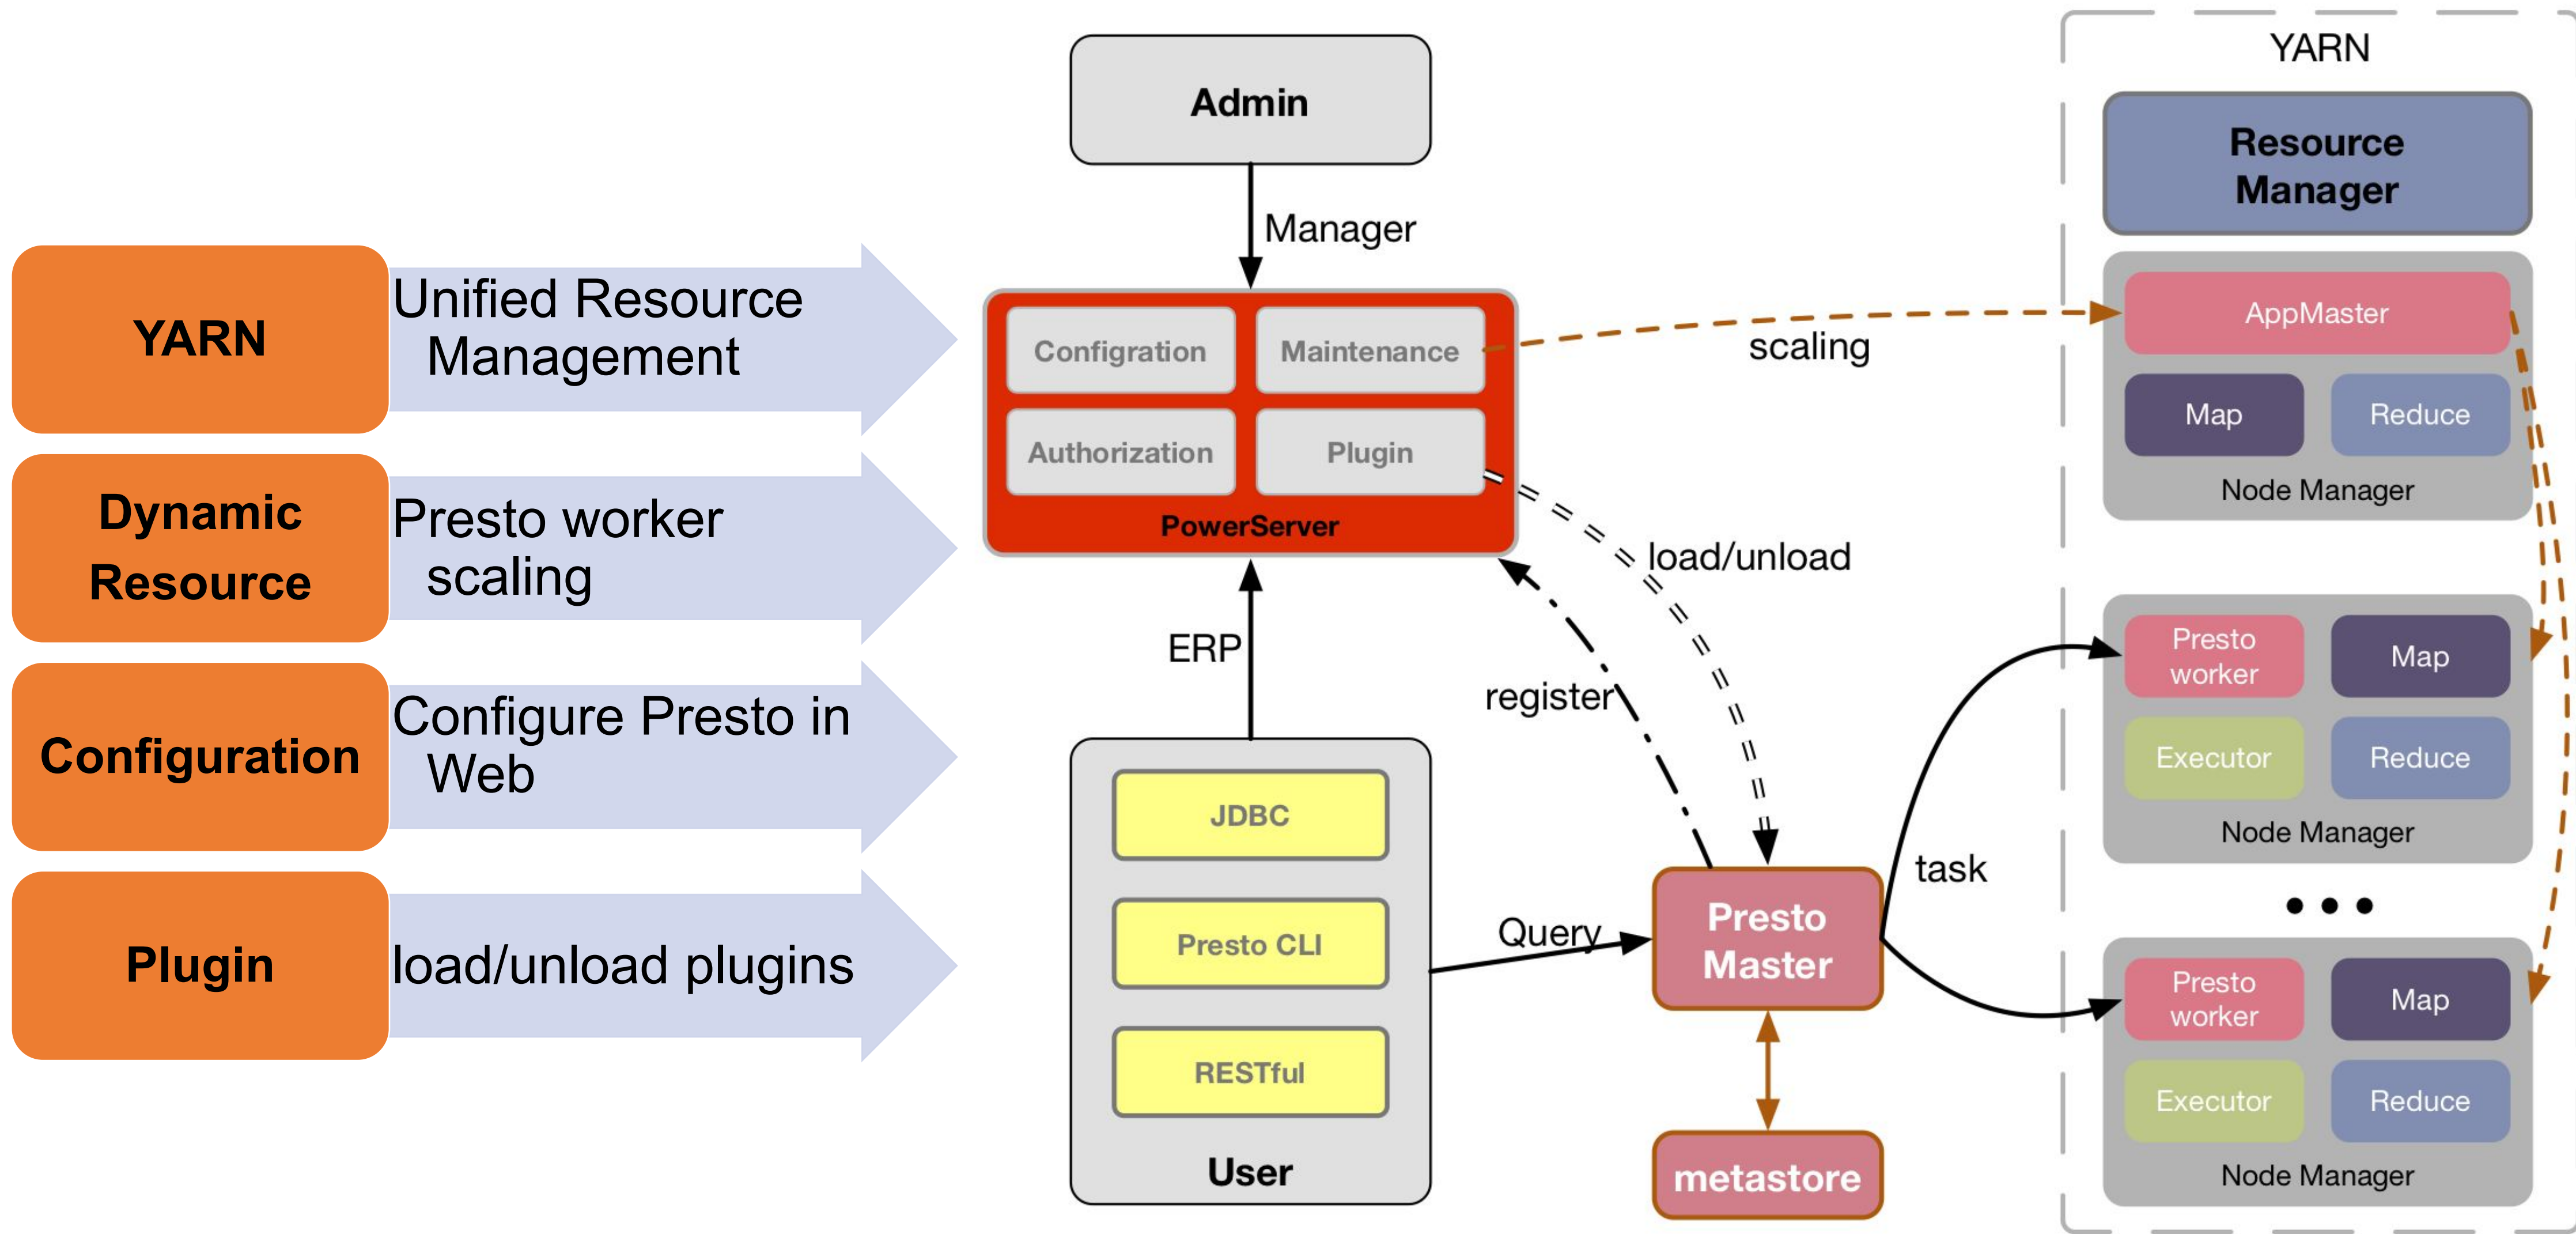 YARN
Unified Resource
Management
Dynamic
Resource
Presto worker
scaling
Configuration
Configure Presto in
Web
Plugin
load/unload plugins
Admin
Manager
Configration
Maintenance
Authorization
Plugin
PowerServer
ERP
JDBC
Presto CLI
RESTful
User
scaling
load/unload
register
Query
Presto
Master
metastore
task
YARN
Resource
Manager
AppMaster
Map
Reduce
Node Manager
Presto
worker
Map
Executor
Reduce
Node Manager
Presto
worker
Map
Executor
Reduce
Node Manager